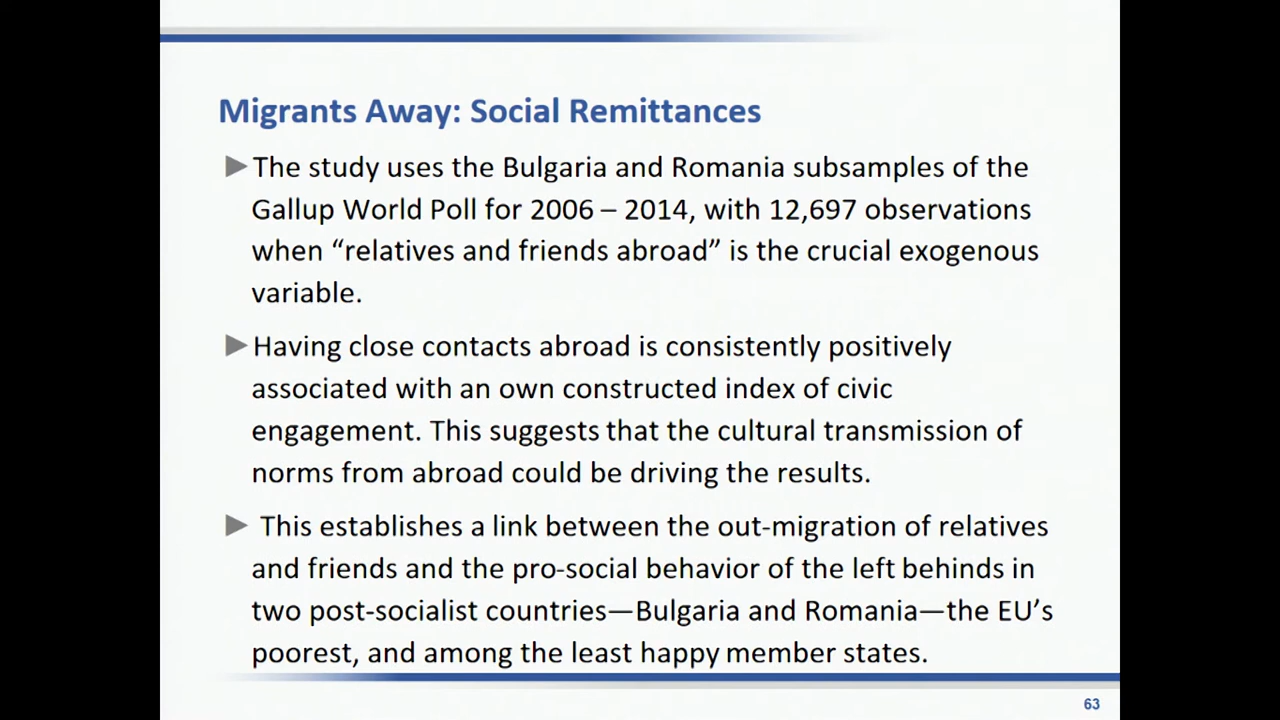 Migrants Away: Social Remittances
►The study uses the Bulgaria and Romania subsamples of the
Gallup World Poll for 2006 – 2014, with 12,697 observations
when “relatives and friends abroad” is the crucial exogenous
variable.
►Having close contacts abroad is consistently positively
associated with an own constructed index of civic
engagement. This suggests that the cultural transmission of
norms from abroad could be driving the results.
► This establishes a link between the out-migration of relatives
and friends and the pro-social behavior of the left behinds in
two post-socialist countries—Bulgaria and Romania—the EU’s
poorest, and among the least happy member states.
63